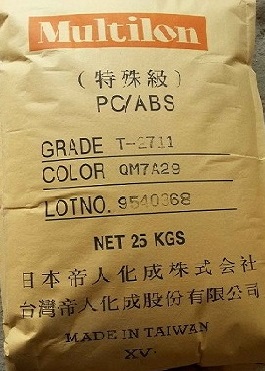 Multilon
(特殊級)
PC/ABS
GRADE T-2711
COLOR QM7A29
LOTNO. 9540368
NET 25 KGS
日本帝人化成株式会社
台灣帝人化成股份有限公司
MADE IN TAIWAN
XV